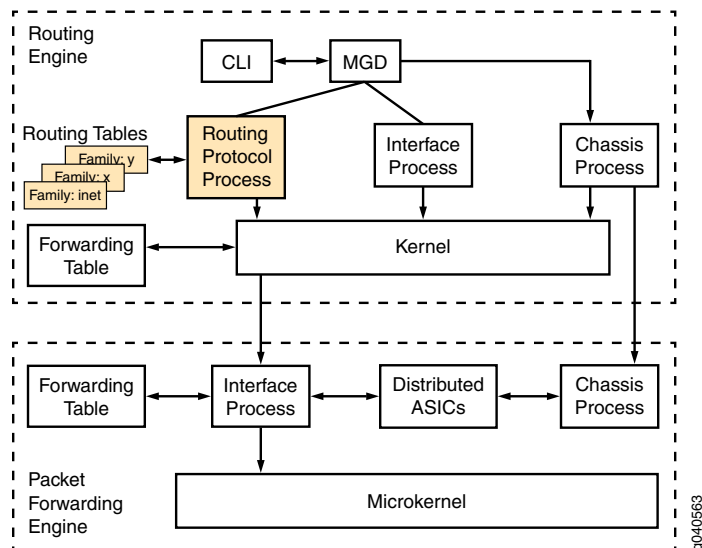 Routing
Engine
CLI
MGD
Routing Tables
Family: y
Family: x
Family: inet
Routing
Protocol
Process
Interface
Process
Chassis
Process
Forwarding
Table
Kernel
Forwarding
Table
Interface
Process
Distributed
ASICs
Chassis
Process
Packet
Forwarding
Engine
Microkernel
g040563